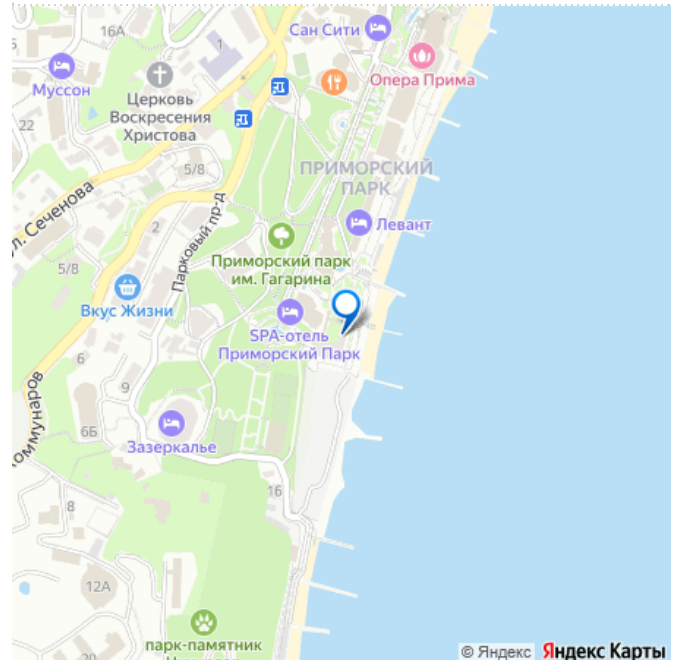 16А
Сан Сити
1
Муссон
Опера Прима
Церковь
Воскресения
Христова
22
5/8
ПРИМОРСКИЙ
ПАРК
л. Сеченова
Парковый пр-д
2
Левант
5/8
Приморский парк
им. Гагарина
Вкус Жизни
SPA-отель
Приморский Парк
6
9
Коммунаров
6Б
Зазеркалье
16
8
12А
20
парк-памятник
© Яндекс Яндекс Карты